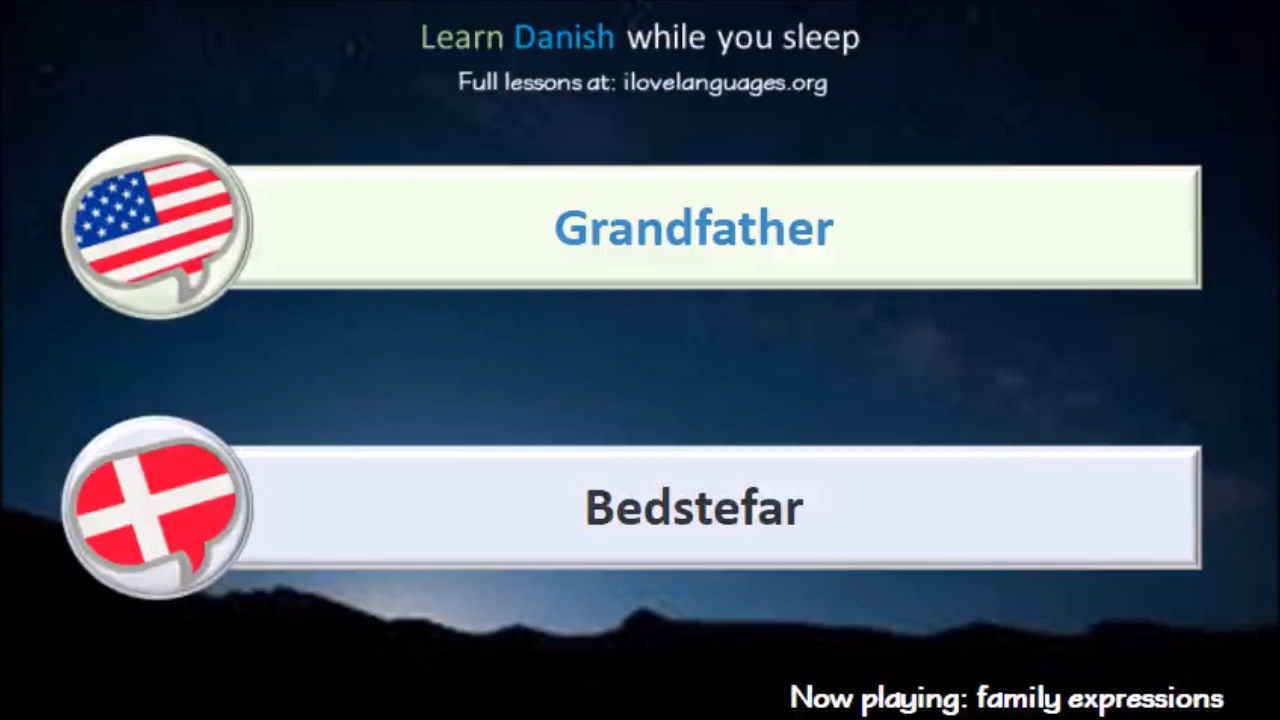 Learn Danish while you sleep
Full lessons at: ilovelanguages.org
Grandfather
Bedstefar
Now playing: family expressions